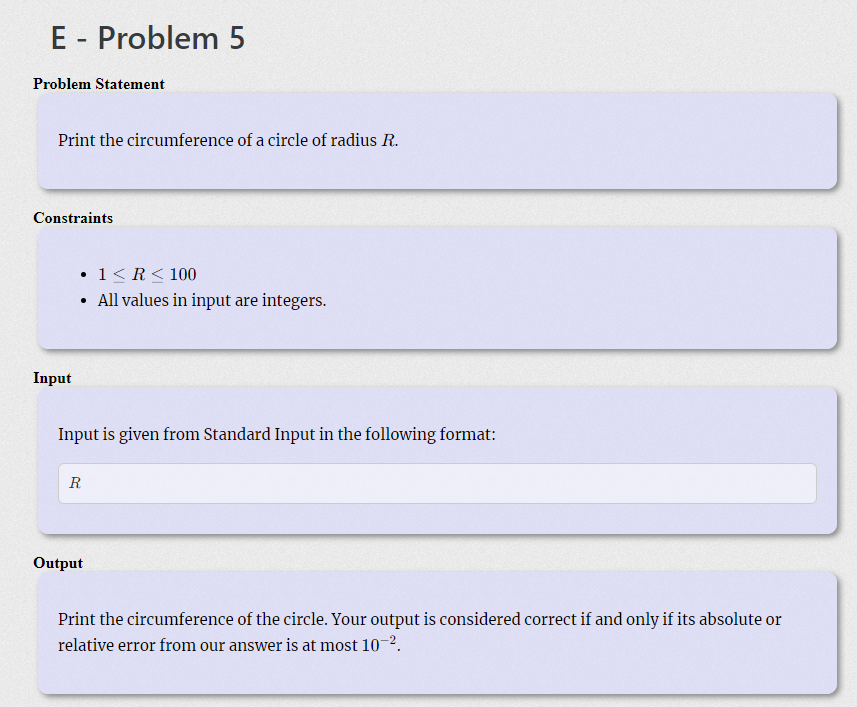 E - Problem 5
Problem Statement
Print the circumference of a circle of radius R.
Constraints
• 1 ≤ R ≤ 100
• All values in input are integers.
Input
Input is given from Standard Input in the following format:
R
Output
Print the circumference of the circle. Your output is considered correct if and only if its absolute or
relative error from our answer is at most 10⁻².